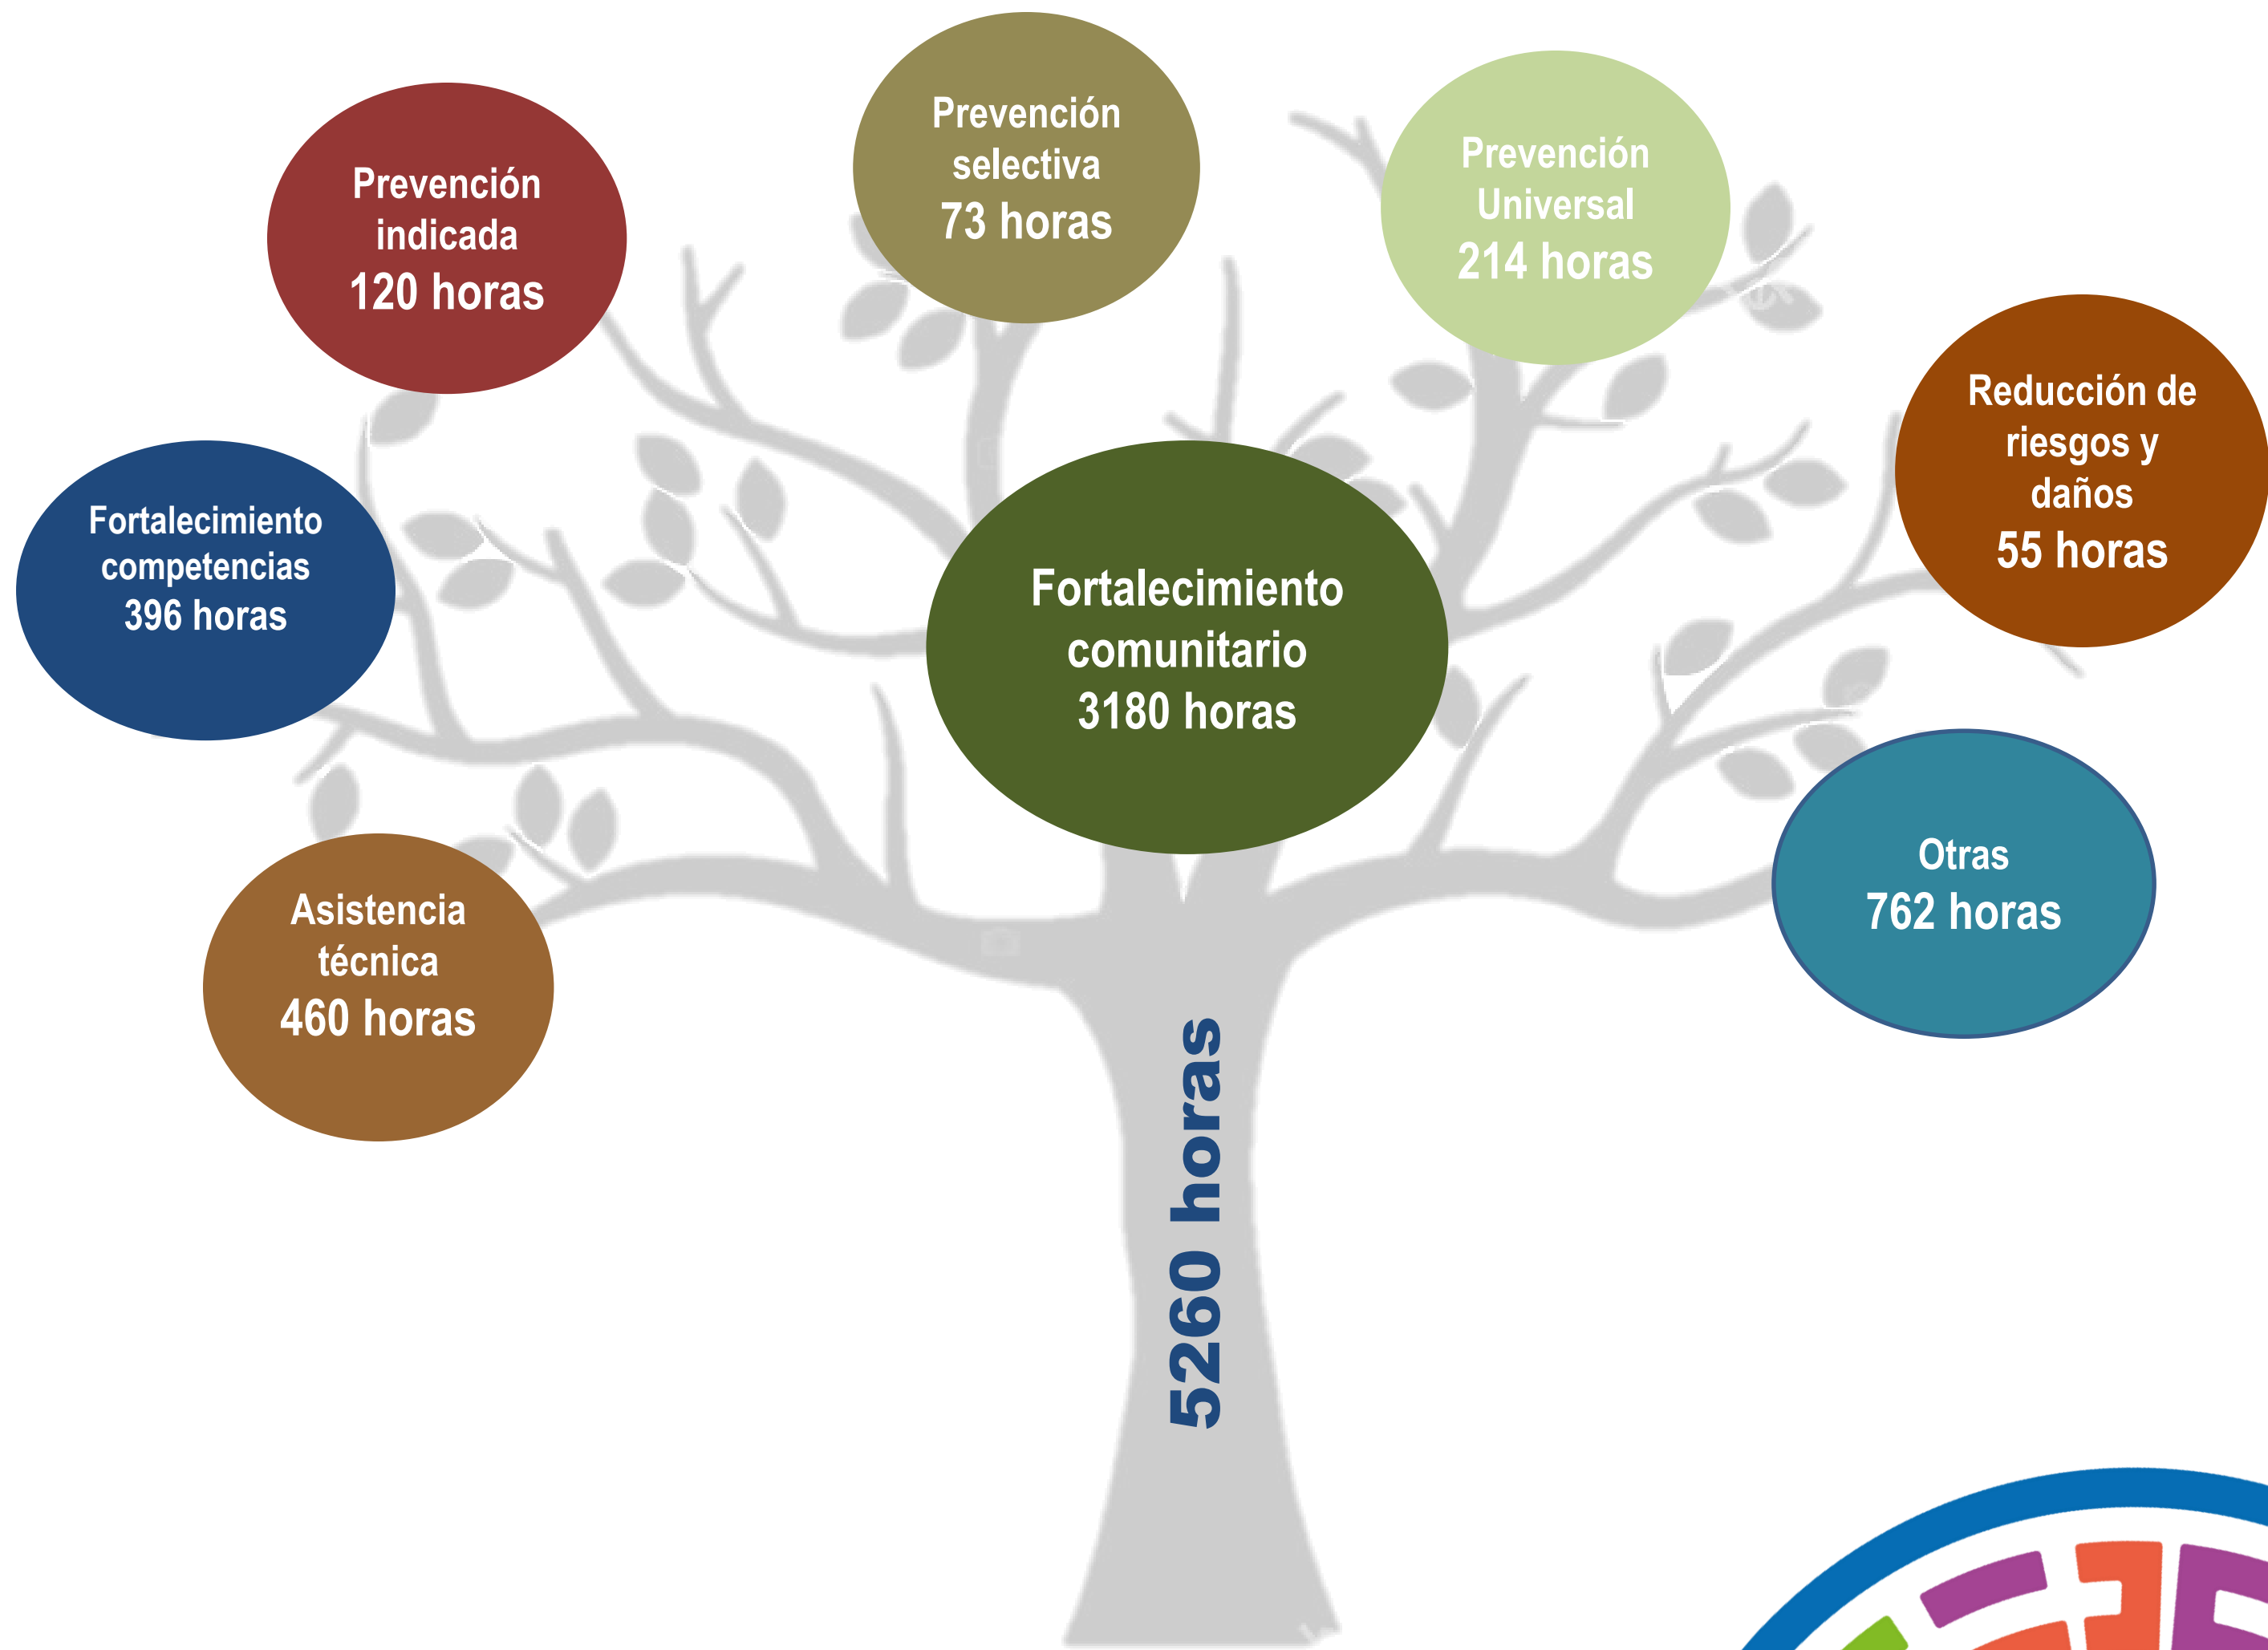 Prevención
indicada
120 horas
Prevención
selectiva
73 horas
Prevención
Universal
214 horas
Reducción de
riesgos y
daños
55 horas
Fortalecimiento
competencias
396 horas
Fortalecimiento
comunitario
3180 horas
Asistencia
técnica
460 horas
Otras
762 horas
5260 horas